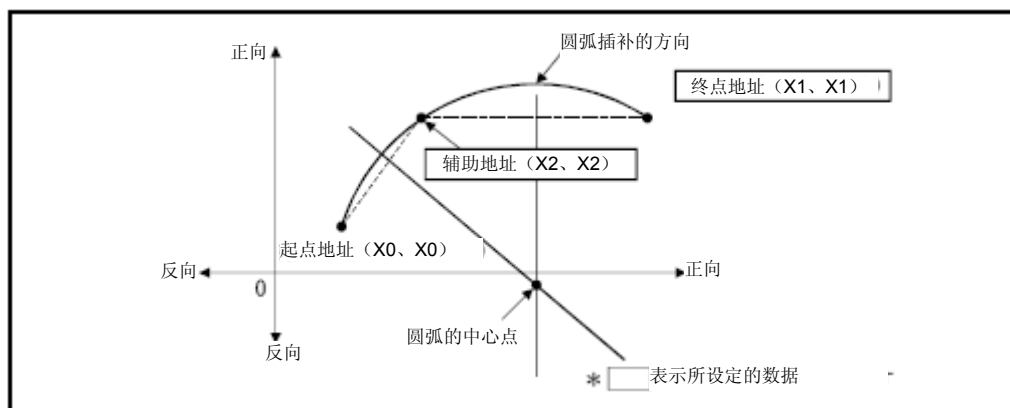 正向
圆弧插补的方向
终点地址（X1、X1）
辅助地址（X2、X2）
起点地址（X0、X0）
反向
正向
0
圆弧的中心点
反向
* 表示所设定的数据